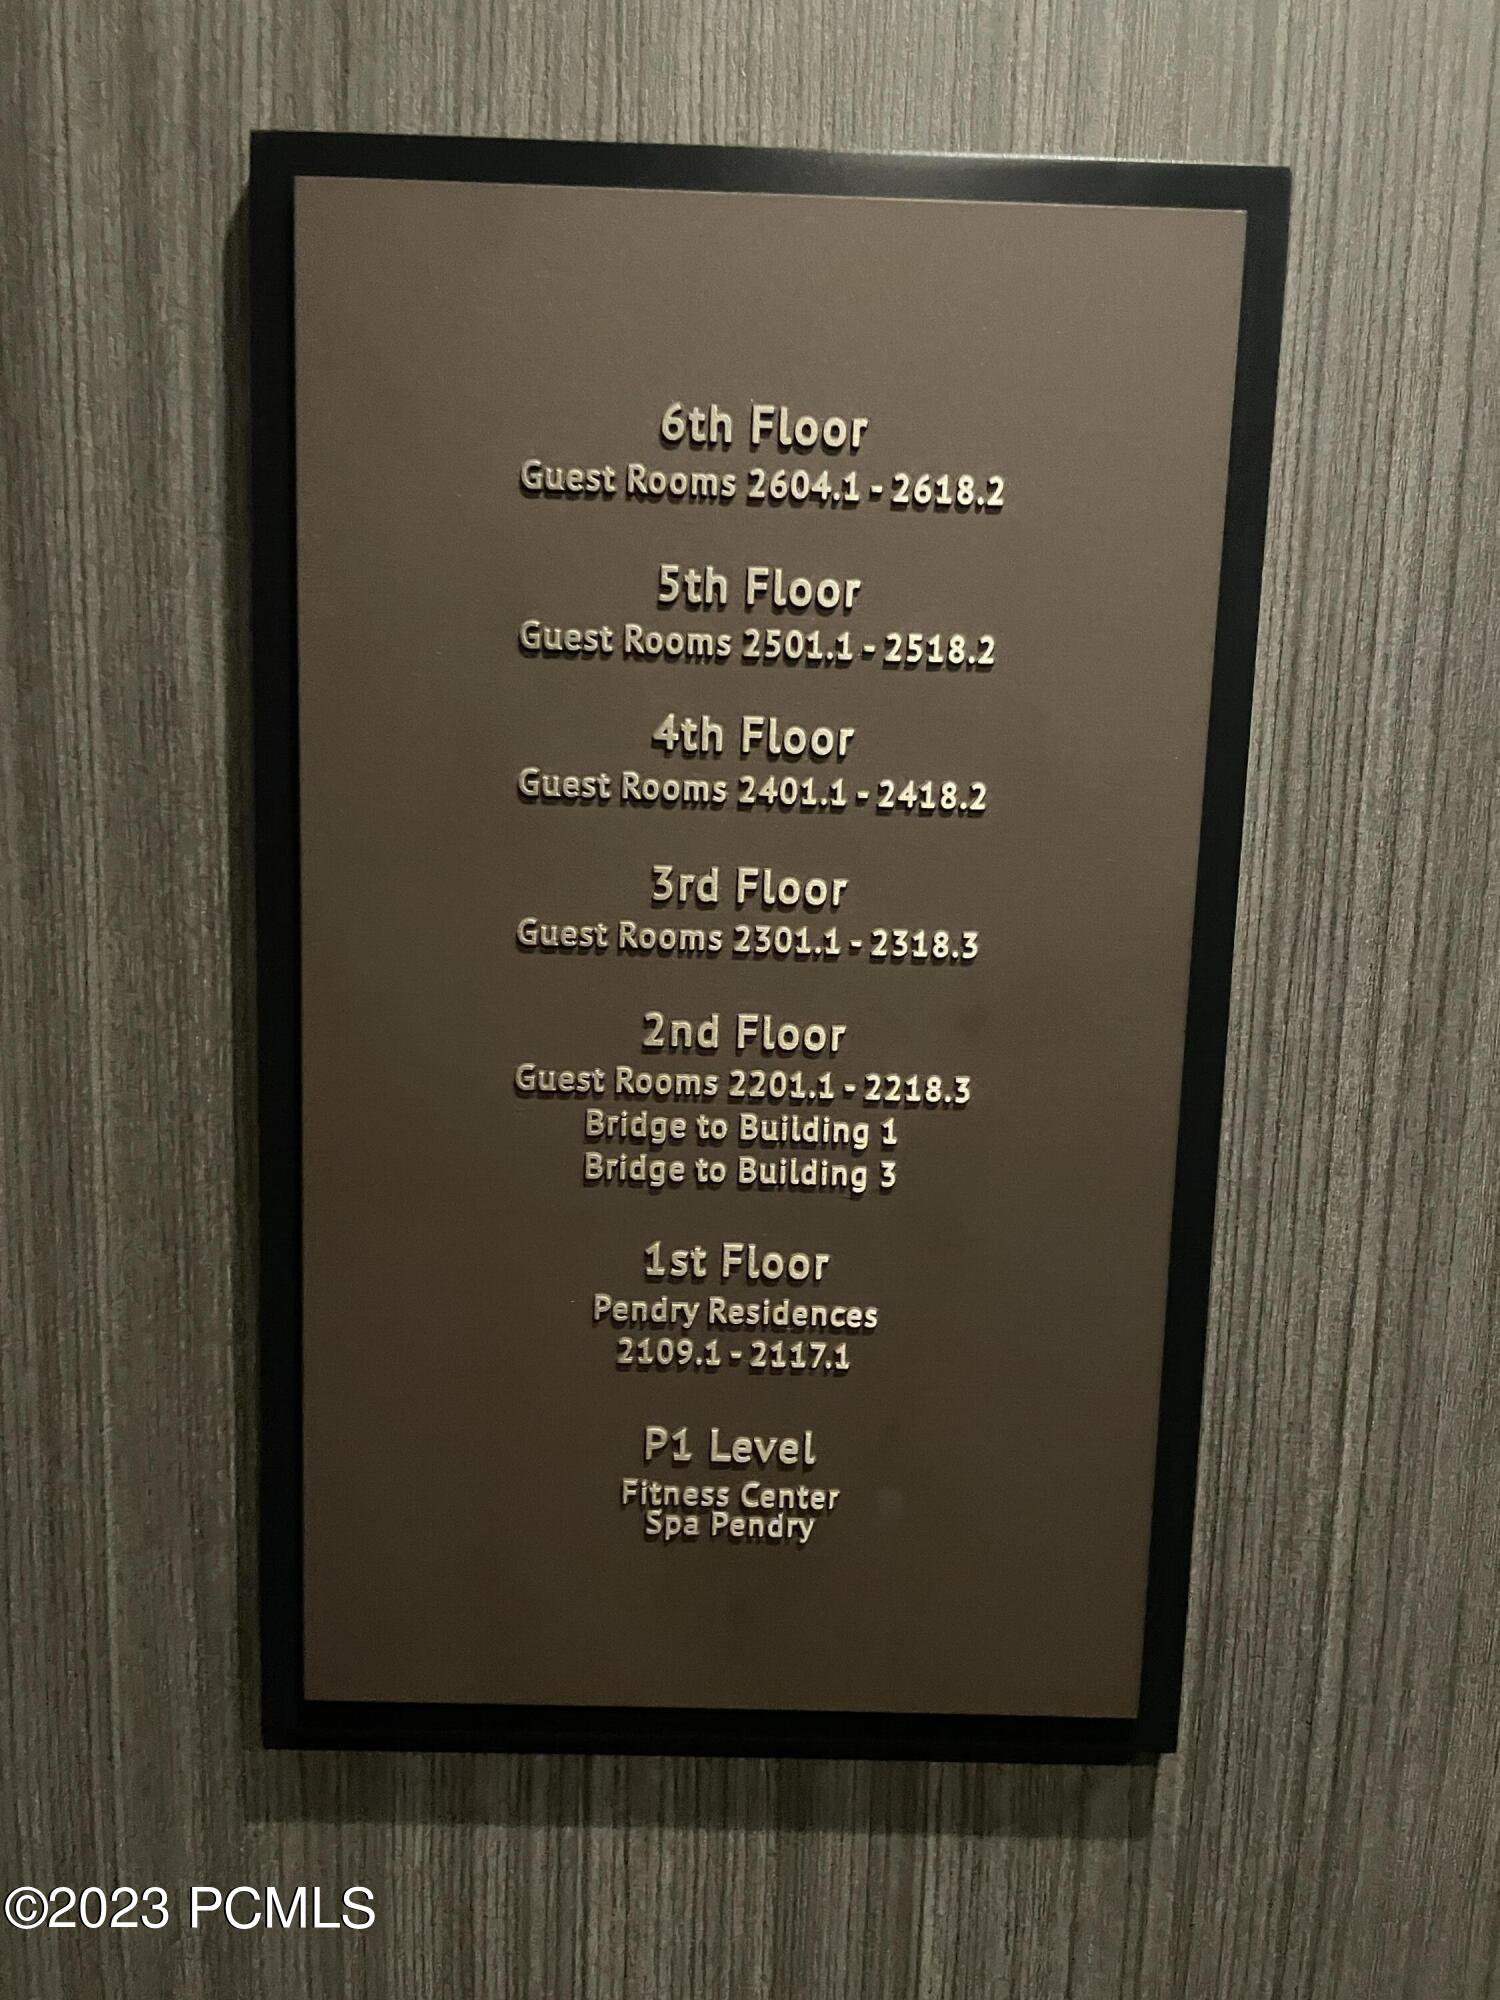 6th Floor
Guest Rooms 2604.1 - 2618.2
5th Floor
Guest Rooms 2501.1 - 2518.2
4th Floor
Guest Rooms 2401.1 - 2418.2
3rd Floor
Guest Rooms 2301.1 - 2318.3
2nd Floor
Guest Rooms 2201.1 - 2218.3
Bridge to Building 1
Bridge to Building 3
1st Floor
Pendry Residences
2109.1 - 2117.1
P1 Level
Fitness Center
Spa Pendry
©2023 PCMLS